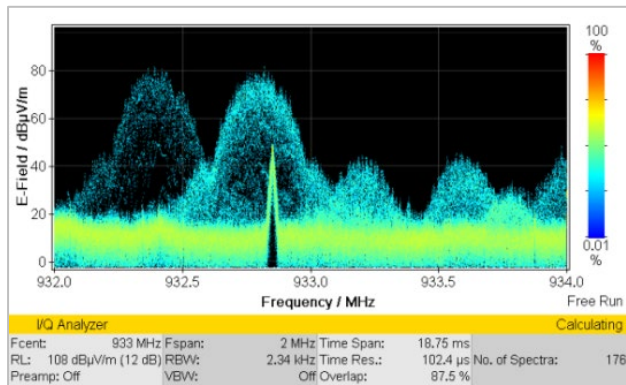 100
%
80
60
40
20
0
E-Field / dBµV/m
0.01
%
932.0 932.5 933.0 933.5 934.0
Frequency / MHz Free Run
I/Q Analyzer Calculating
Fcent: 933 MHz Fspan: 2 MHz Time Span: 18.75 ms
RL: 108 dBµV/m (12 dB) RBW: 2.34 kHz Time Res.: 102.4 µs No. of Spectra: 176
Preamp: Off VBW: Off Overlap: 87.5 %